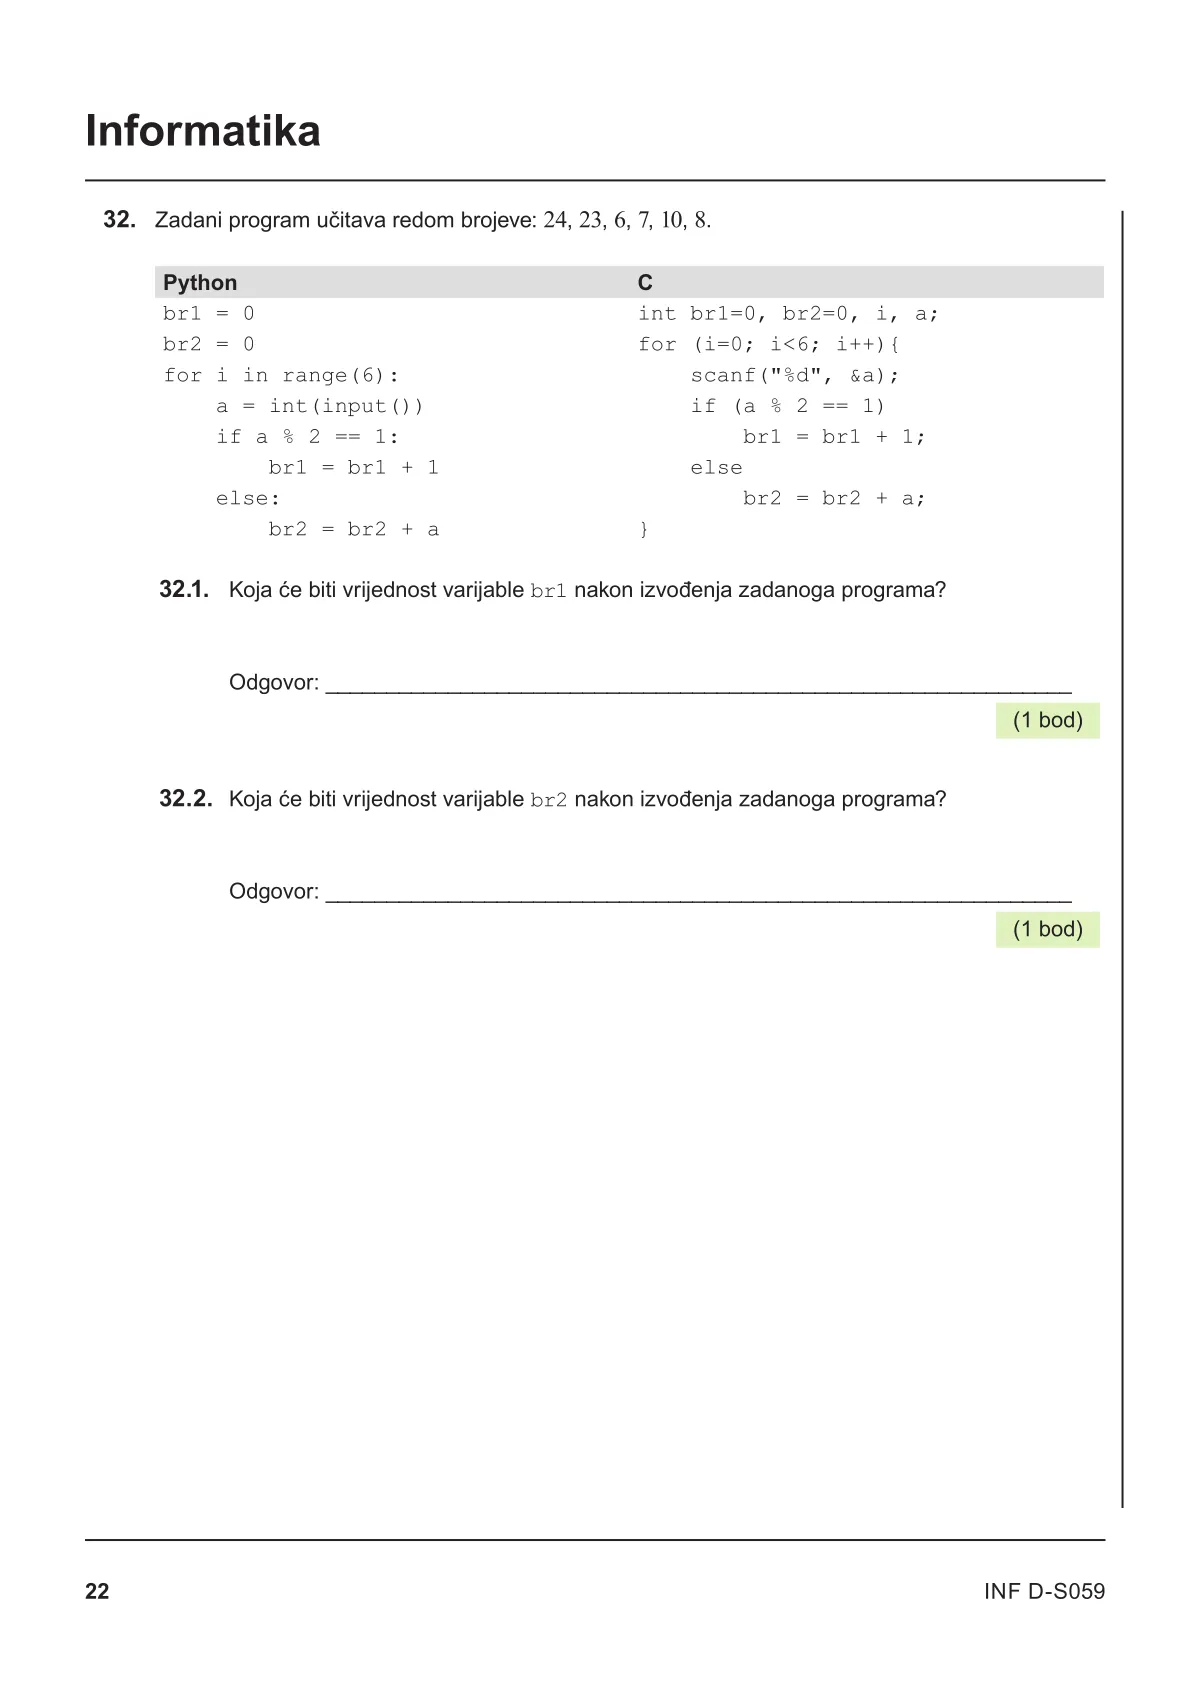 Informatika
32. Zadani program učitava redom brojeve: 24, 23, 6, 7, 10, 8.
Python C
br1 = 0 int br1=0, br2=0, i, a;
br2 = 0 for (i=0; i<6; i++){
for i in range(6): scanf("%d", &a);
a = int(input()) if (a % 2 == 1)
if a % 2 == 1: br1 = br1 + 1;
br1 = br1 + 1 else
else: br2 = br2 + a;
br2 = br2 + a }
32.1. Koja će biti vrijednost varijable br1 nakon izvođenja zadanoga programa?
Odgovor: ______________________________________________________________
(1 bod)
32.2. Koja će biti vrijednost varijable br2 nakon izvođenja zadanoga programa?
Odgovor: ______________________________________________________________
(1 bod)
22 INF D-S059